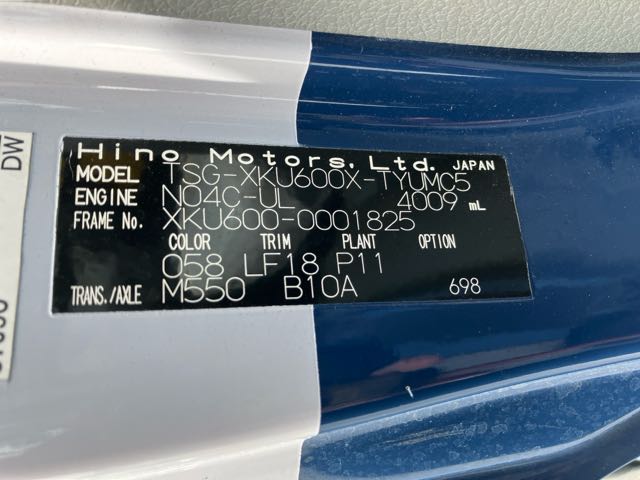 Hino Motors, Ltd. JAPAN
MODEL TSG-XKU600X-TYUMC5
ENGINE N04C-UL 4009 mL
FRAME No. XKU600-0001825
COLOR TRIM PLANT OPTION
058 LF18 P11
TRANS./AXLE M550 B10A 698
DW